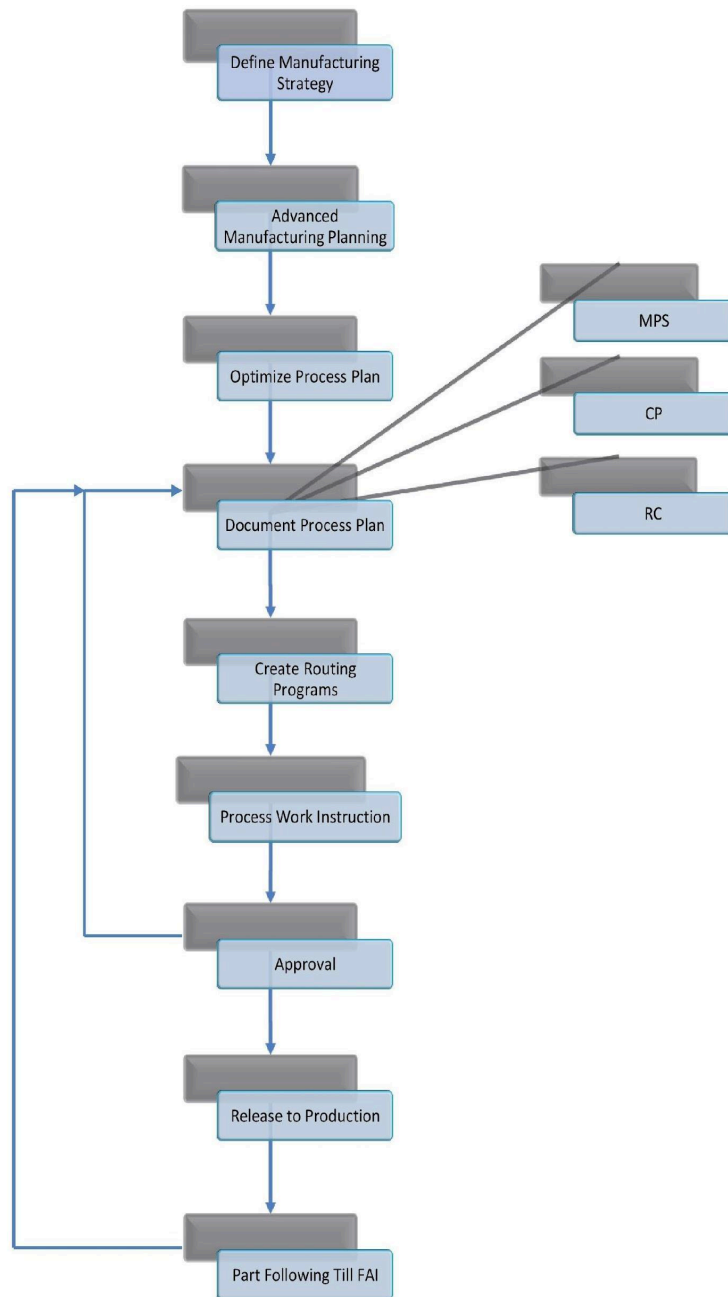 Define Manufacturing
Strategy
Advanced
Manufacturing Planning
Optimize Process Plan
MPS
CP
RC
Document Process Plan
Create Routing
Programs
Process Work Instruction
Approval
Release to Production
Part Following Till FAI